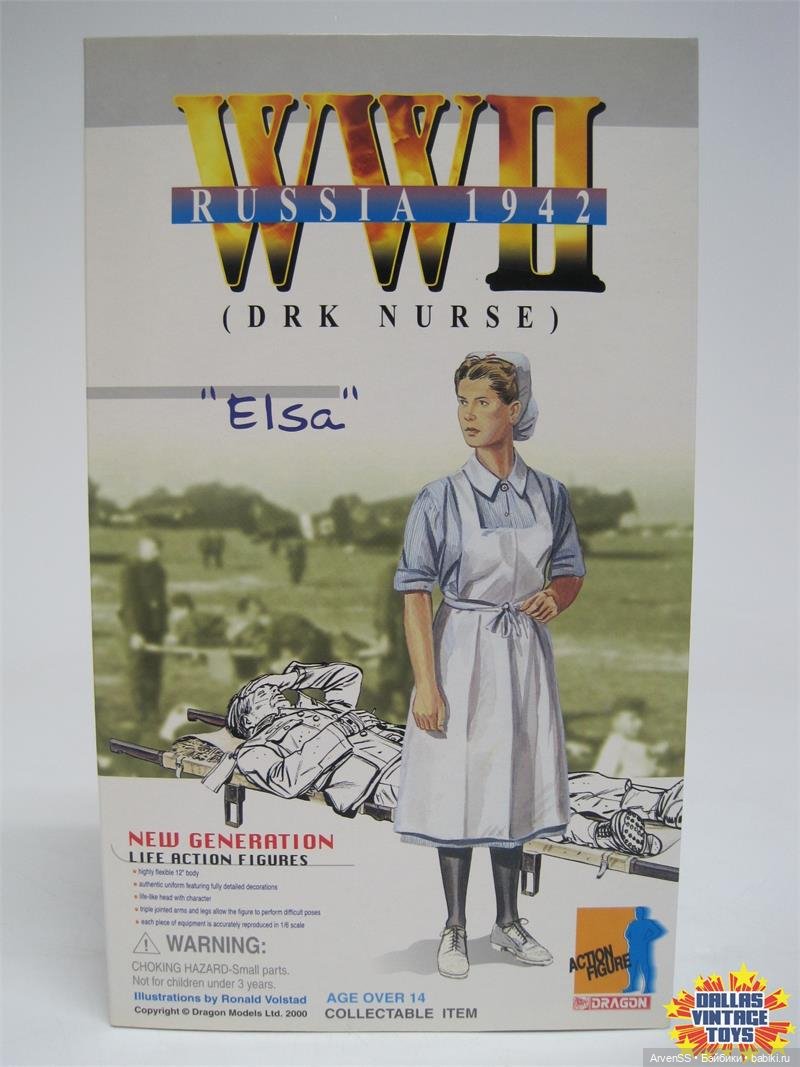 WWII
RUSSIA 1942
(DRK NURSE)
"Elsa"
NEW GENERATION
LIFE ACTION FIGURES
highly flexible 12" body
authentic uniform featuring fully detailed decorations
life-like head with character
triple jointed arms and legs allow the figure to perform difficult poses
each piece of equipment is accurately reproduced in 1/6 scale
WARNING:
CHOKING HAZARD-Small parts.
Not for children under 3 years.
Illustrations by Ronald Volstad
Copyright © Dragon Models Ltd. 2000
AGE OVER 14
COLLECTABLE ITEM
ACTION
FIGURE
DRAGON
DALLAS
VINTAGE
TOYS
ArvenSS • Бэйбики • babiki.ru